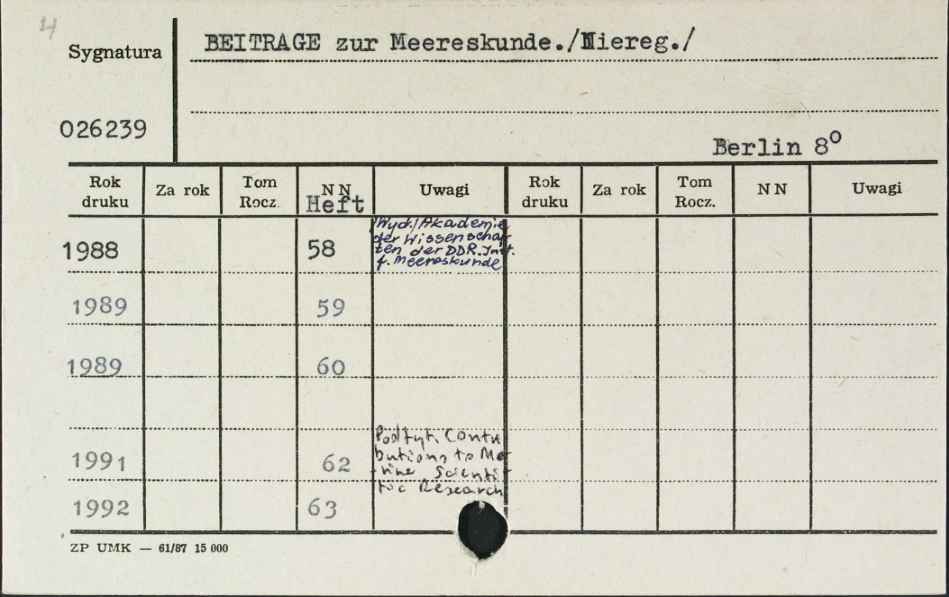 4
Sygnatura
BEITRAGE zur Meereskunde./Niereg./
026239
Berlin 8⁰
Rok druku Za rok Tom Rocz. NN Heft Uwagi Rok druku Za rok Tom Rocz. NN Uwagi
1988 58 Wyd./Akademie
der Wissenschaf
ten der DDR. Inst.
f. Meereskunde
1989 59
1989 60
Podtyt. Contri
butions to Ma
1991 62 rine Scienti
fic Research
1992 63
ZP UMK — 61/87 15 000